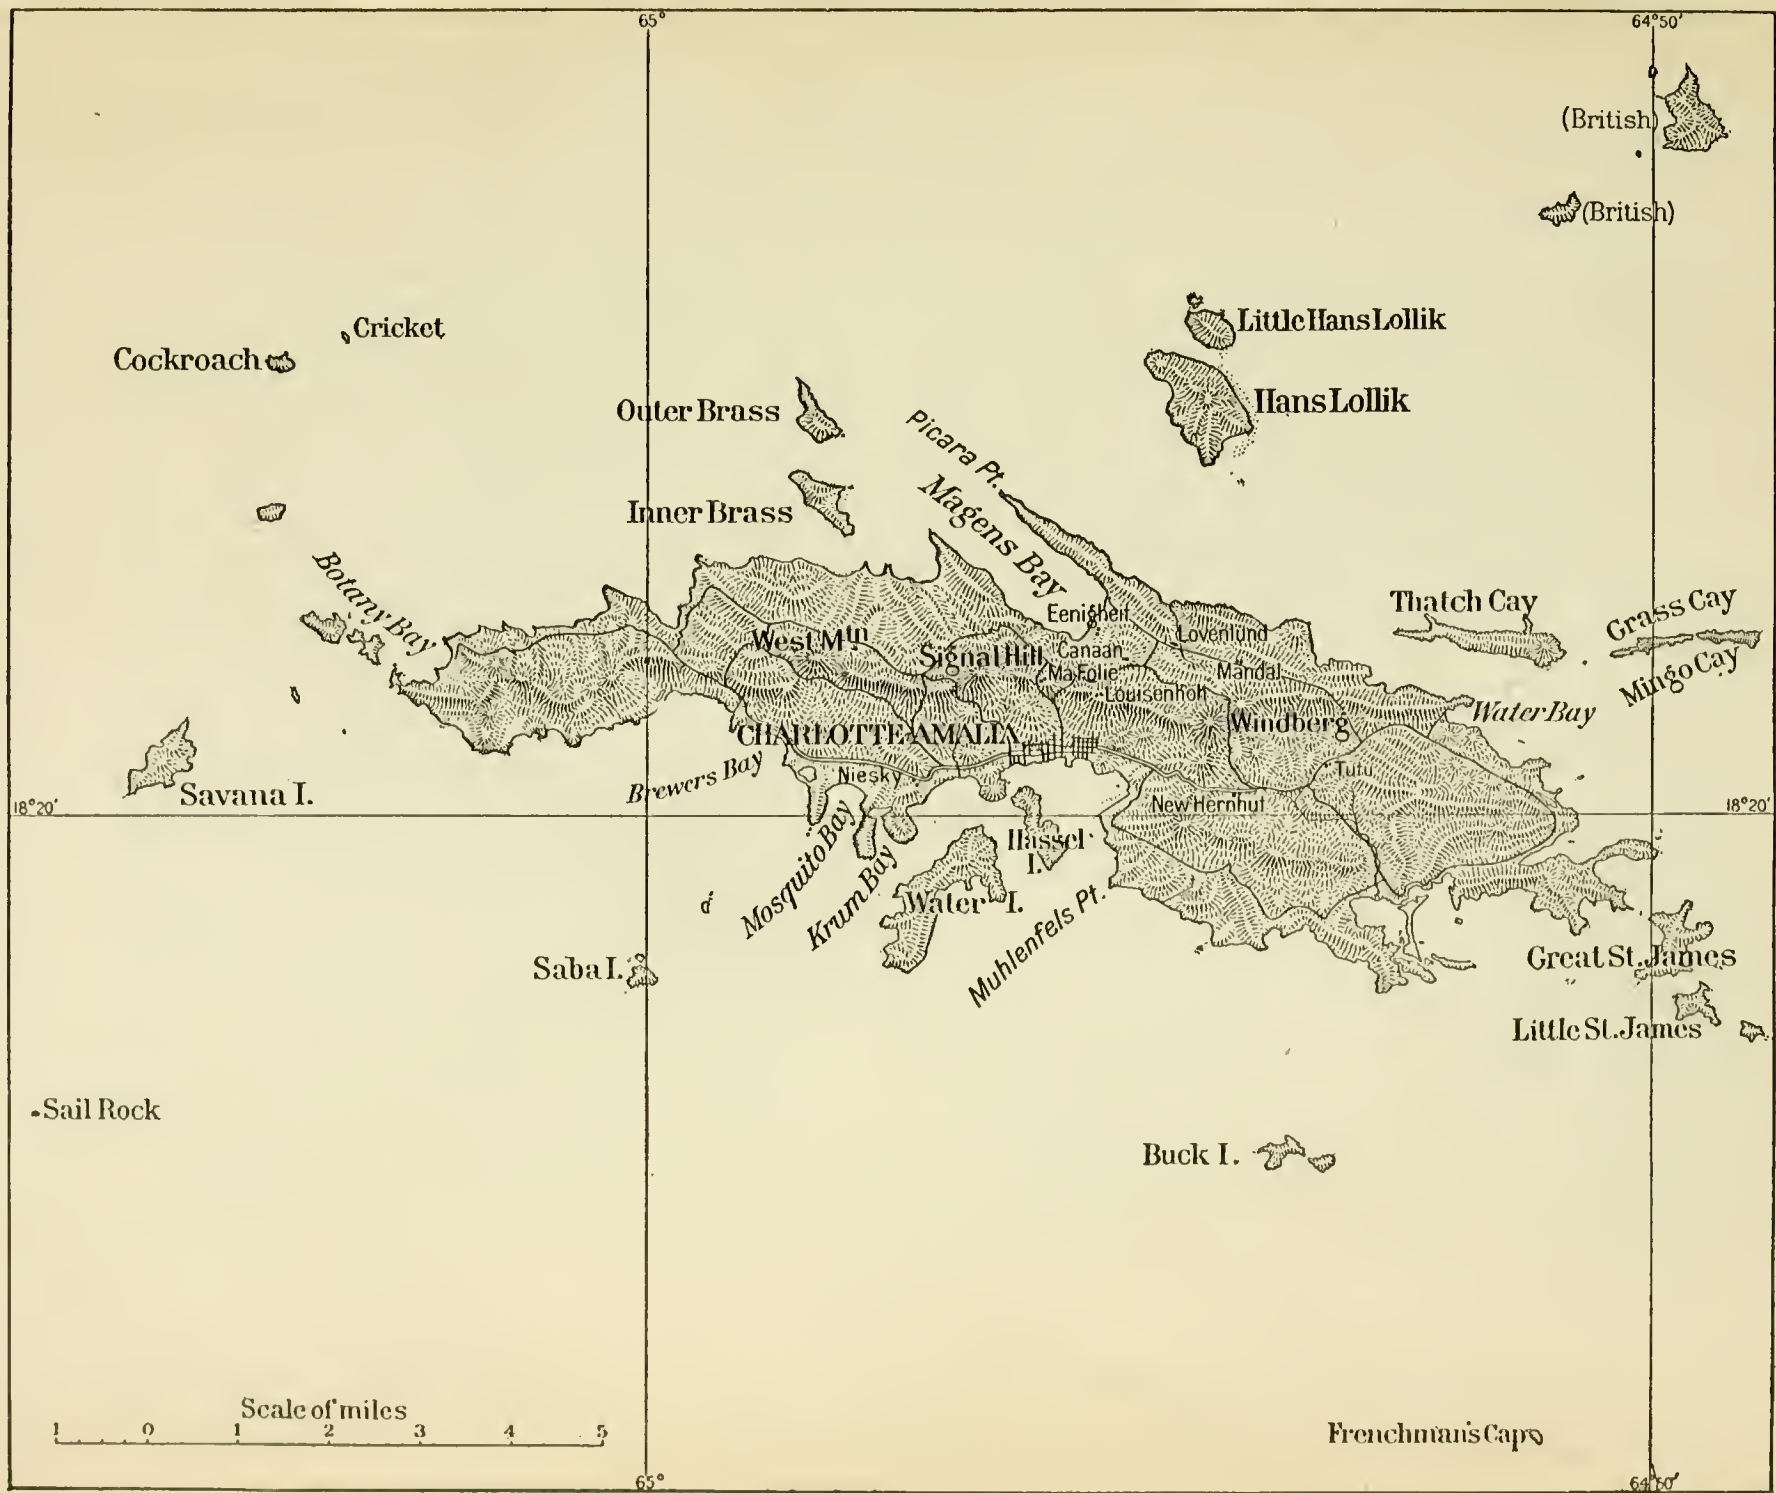 65°
64°50'
(British)
(British)
Little Hans Lollik
Cricket
Cockroach
Hans Lollik
Outer Brass
Picara Pt.
Magens Bay
Inner Brass
Botany Bay
Eenigheit
Thatch Cay
Grass Cay
Lovenlund
West Mtn
Signal Hill
Canaan
Ma Folie
Mandal
Mingo Cay
Louisenhoh
Water Bay
Windberg
CHARLOTTE AMALIA
Brewers Bay
Niesky
Tutu
Savana I.
New Hernhut
18°20'
18°20'
Mosquito Bay
Krum Bay
Hassel
I.
Water I.
Muhlenfels Pt.
Saba I.
Great St. James
Little St. James
Sail Rock
Buck I.
Scale of miles
1 0 1 2 3 4 5
Frenchman's Cap
65°
64°50'